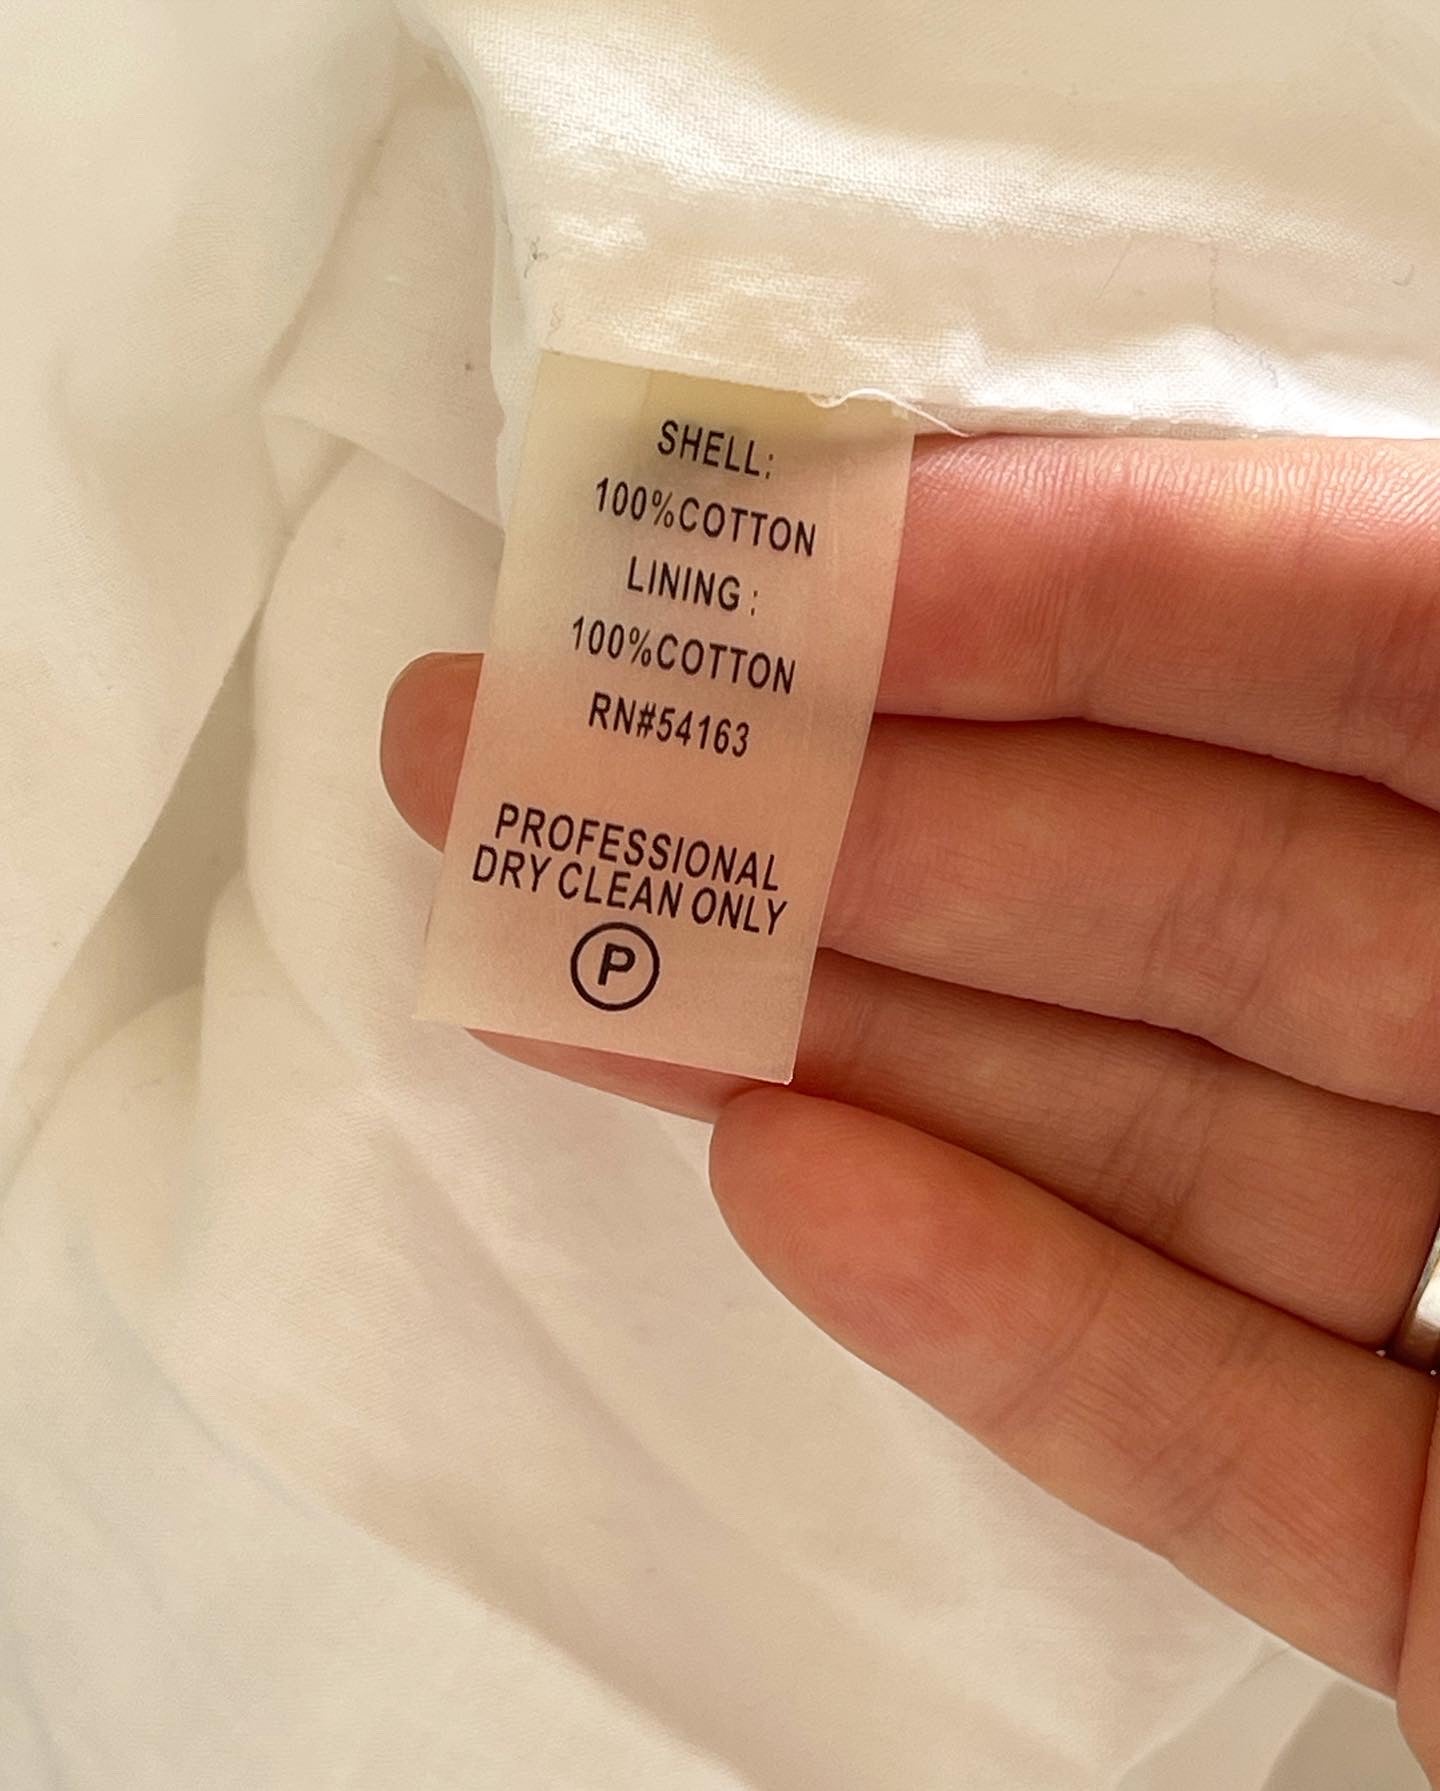 SHELL:
100%COTTON
LINING :
100%COTTON
RN#54163
PROFESSIONAL
DRY CLEAN ONLY
P